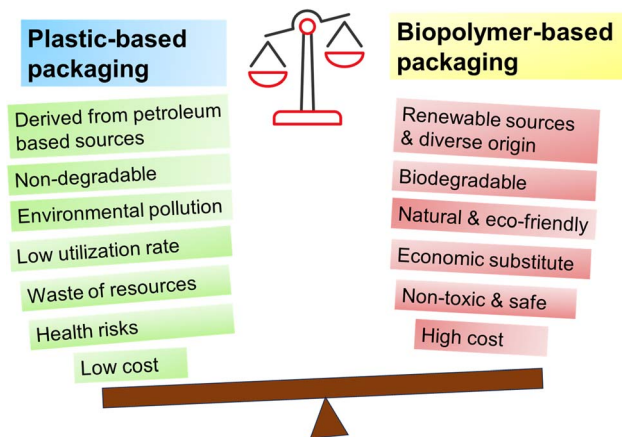 Plastic-based
packaging
Derived from petroleum
based sources
Non-degradable
Environmental pollution
Low utilization rate
Waste of resources
Health risks
Low cost
Biopolymer-based
packaging
Renewable sources
& diverse origin
Biodegradable
Natural & eco-friendly
Economic substitute
Non-toxic & safe
High cost